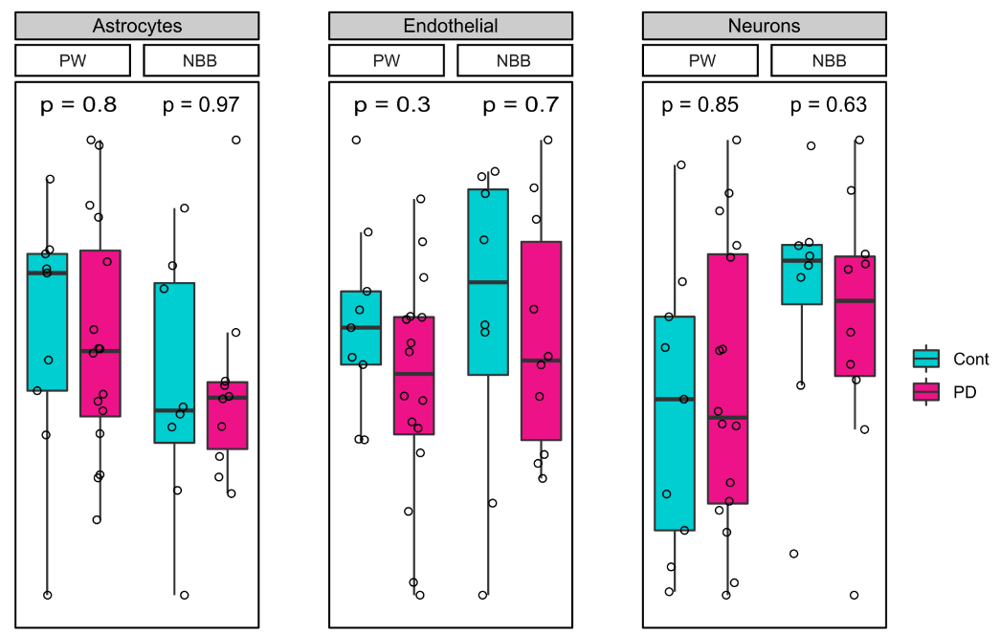 Astrocytes Endothelial Neurons
PW NBB PW NBB PW NBB
p = 0.8 p = 0.97 p = 0.3 p = 0.7 p = 0.85 p = 0.63
Cont
PD